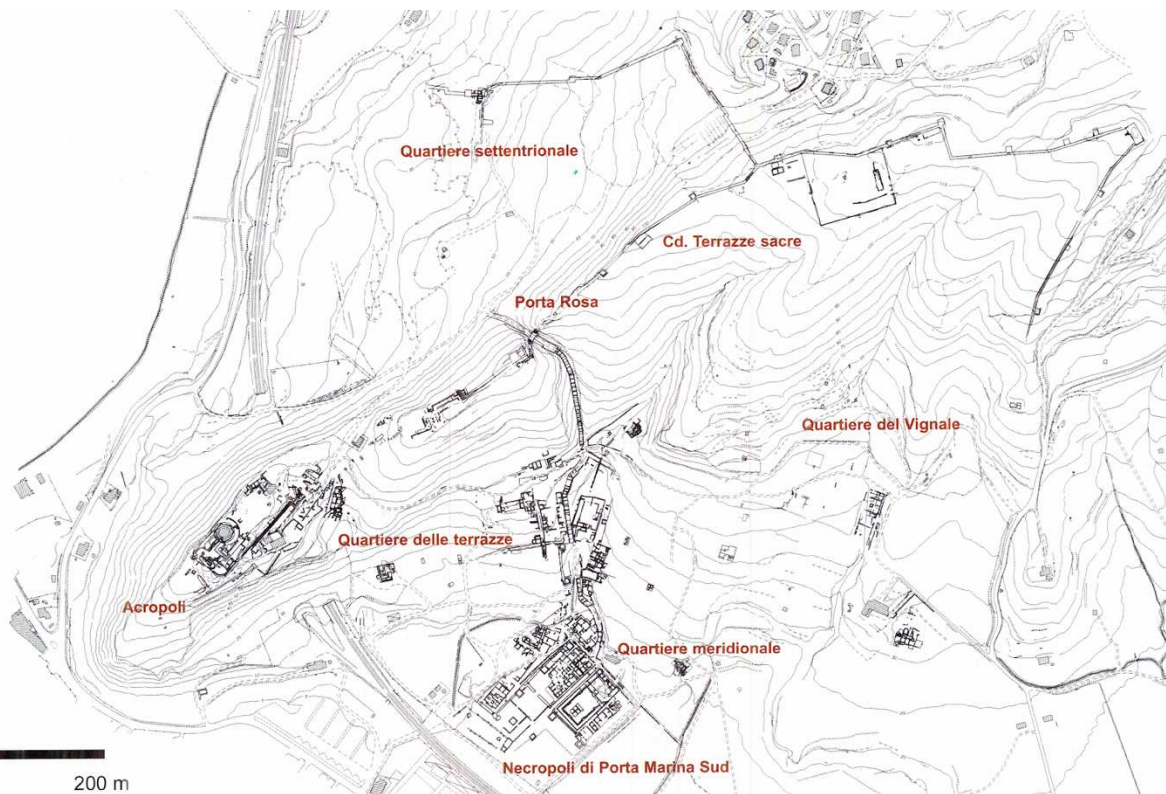 Quartiere settentrionale
Cd. Terrazze sacre
Porta Rosa
Quartiere del Vignale
Quartiere delle terrazze
Acropoli
Quartiere meridionale
Necropoli di Porta Marina Sud
200 m